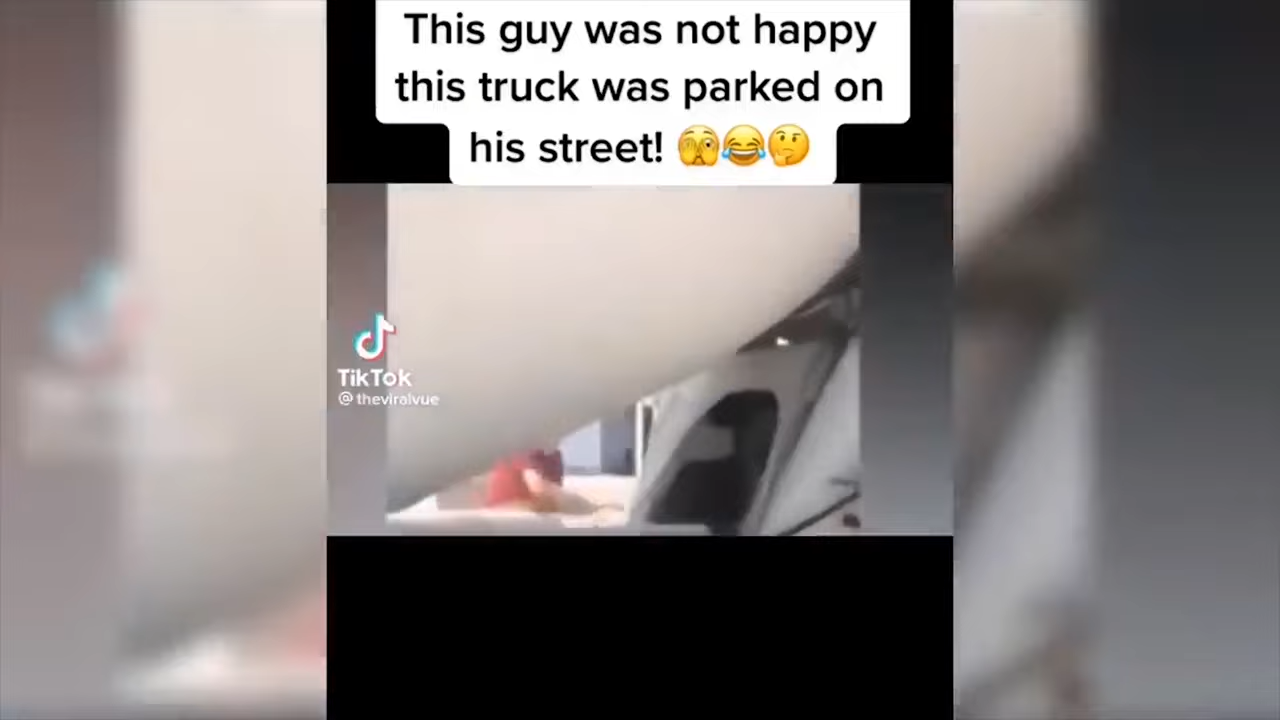 This guy was not happy
this truck was parked on
his street! 🫣😂🤔
TikTok
@theviralvue